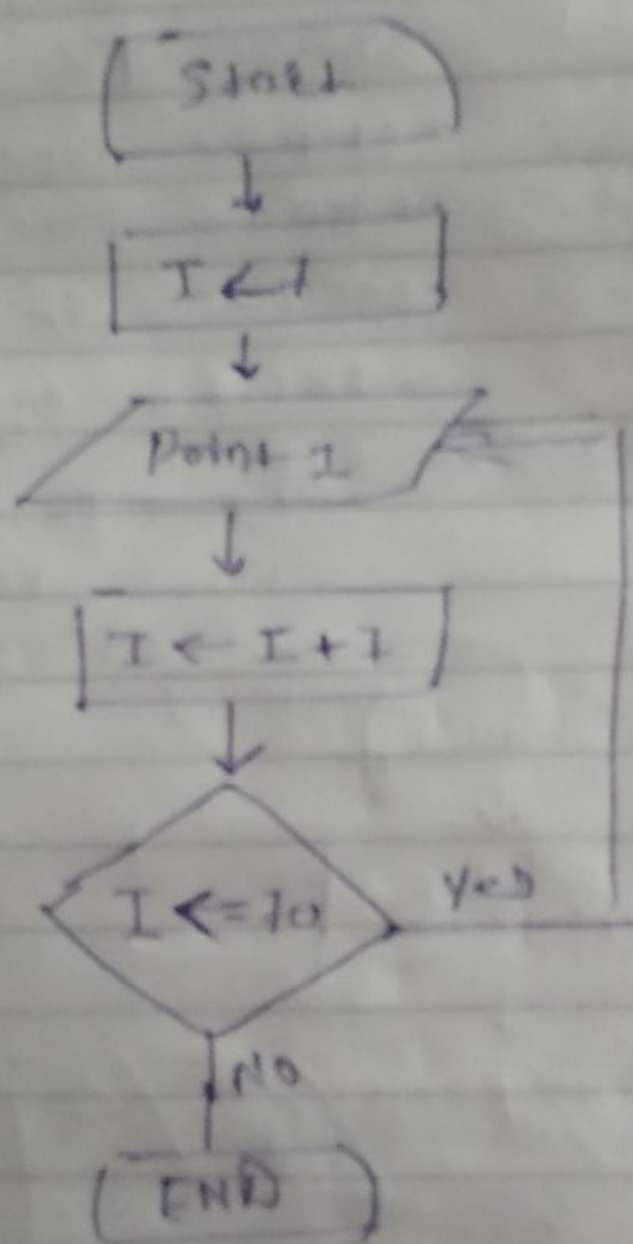 Start
I ← 1
Print I
I ← I + 1
I <= 10
Yes
NO
END